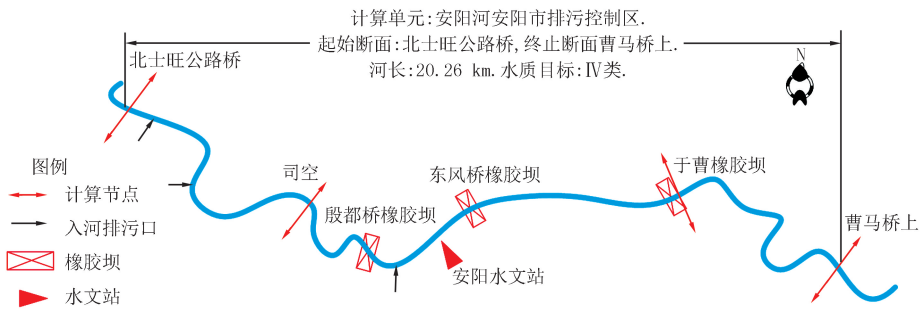 计算单元:安阳河安阳市排污控制区.
起始断面:北士旺公路桥,终止断面曹马桥上.
河长:20.26 km.水质目标:Ⅳ类.
N
北士旺公路桥
图例
计算节点
入河排污口
橡胶坝
水文站
司空
殷都桥橡胶坝
东风桥橡胶坝
安阳水文站
于曹橡胶坝
曹马桥上